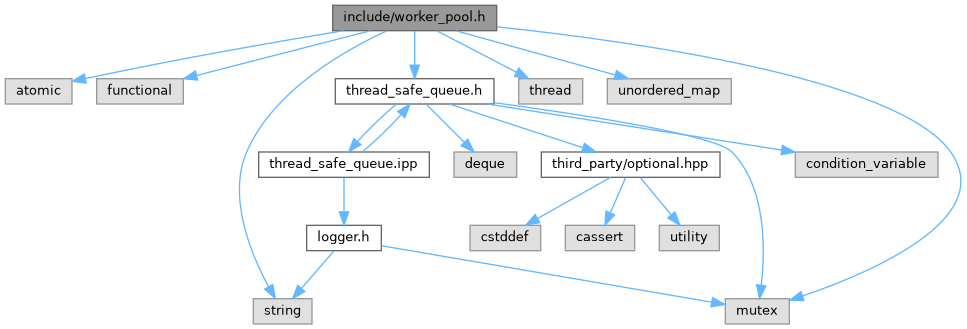 include/worker_pool.h
atomic
functional
thread_safe_queue.h
thread
unordered_map
thread_safe_queue.ipp
deque
third_party/optional.hpp
condition_variable
logger.h
cstddef
cassert
utility
string
mutex